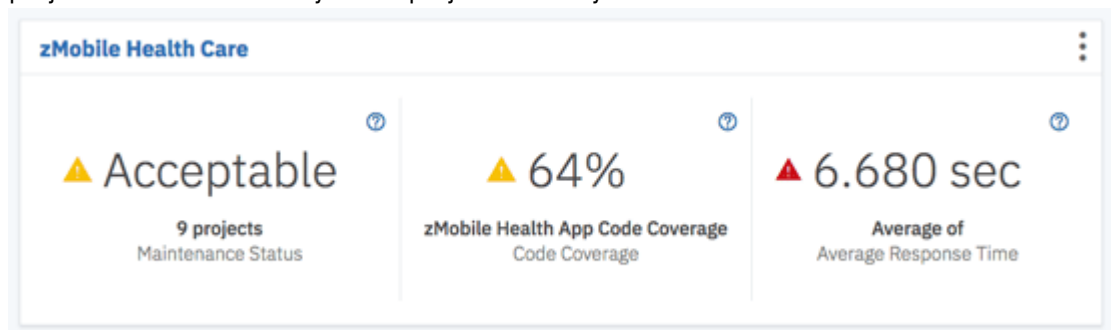 zMobile Health Care
Acceptable
9 projects
Maintenance Status
64%
zMobile Health App Code Coverage
Code Coverage
6.680 sec
Average of
Average Response Time